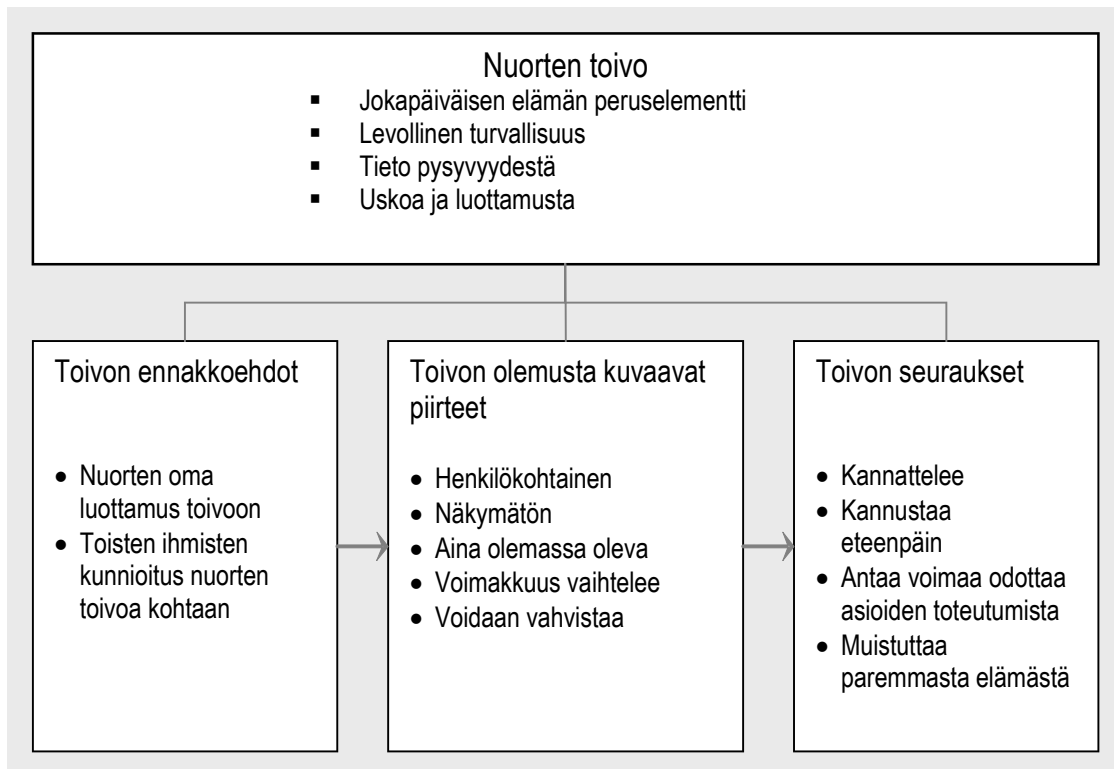 Nuorten toivo
▪ Jokapäiväisen elämän peruselementti
▪ Levollinen turvallisuus
▪ Tieto pysyvyydestä
▪ Uskoa ja luottamusta
Toivon ennakkoehdot
• Nuorten oma
luottamus toivoon
• Toisten ihmisten
kunnioitus nuorten
toivoa kohtaan
Toivon olemusta kuvaavat
piirteet
• Henkilökohtainen
• Näkymätön
• Aina olemassa oleva
• Voimakkuus vaihtelee
• Voidaan vahvistaa
Toivon seuraukset
• Kannattelee
• Kannustaa
eteenpäin
• Antaa voimaa odottaa
asioiden toteutumista
• Muistuttaa
paremmasta elämästä